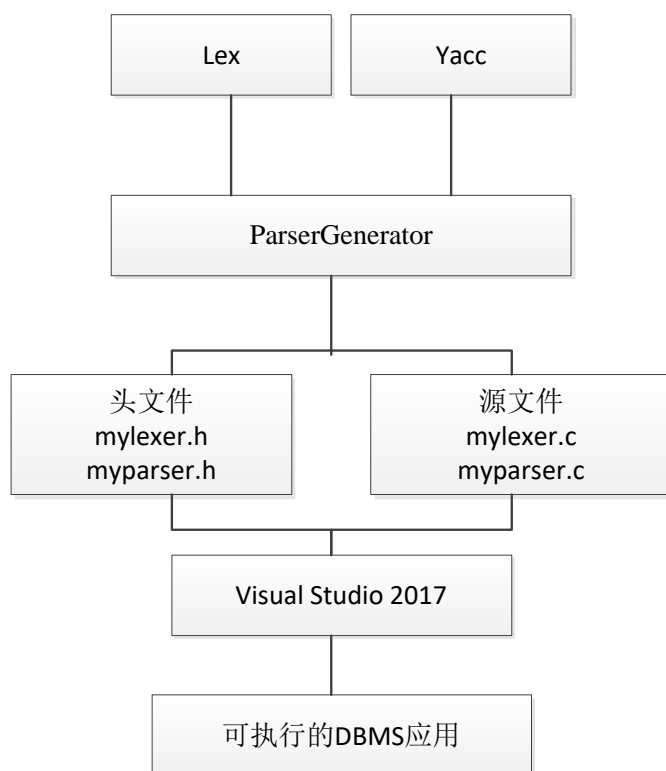 Lex
Yacc
ParserGenerator
头文件
mylexer.h
myparser.h
源文件
mylexer.c
myparser.c
Visual Studio 2017
可执行的DBMS应用